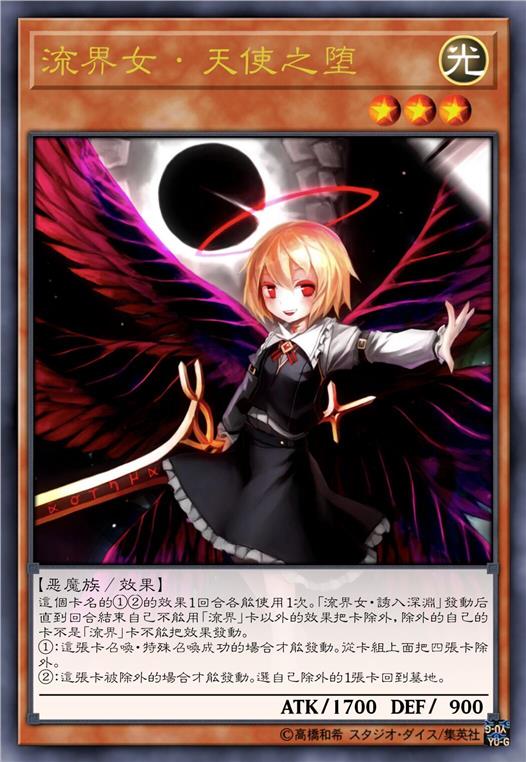 流界女・天使之堕
光
【悪魔族／效果】
這個卡名的①②的效果1回合各能使用1次。「流界女・誘入深淵」發動后
直到回合結束自己不能用「流界」卡以外的效果把卡除外，除外的自己的
卡不是「流界」卡不能把效果發動。
①：這張卡召喚・特殊召喚成功的場合才能發動。從卡組上面把四張卡除
外。
②：這張卡被除外的場合才能發動。選自己除外的1張卡回到墓地。
ATK/1700 DEF/ 900
©高橋和希 スタジオ・ダイス/集英社